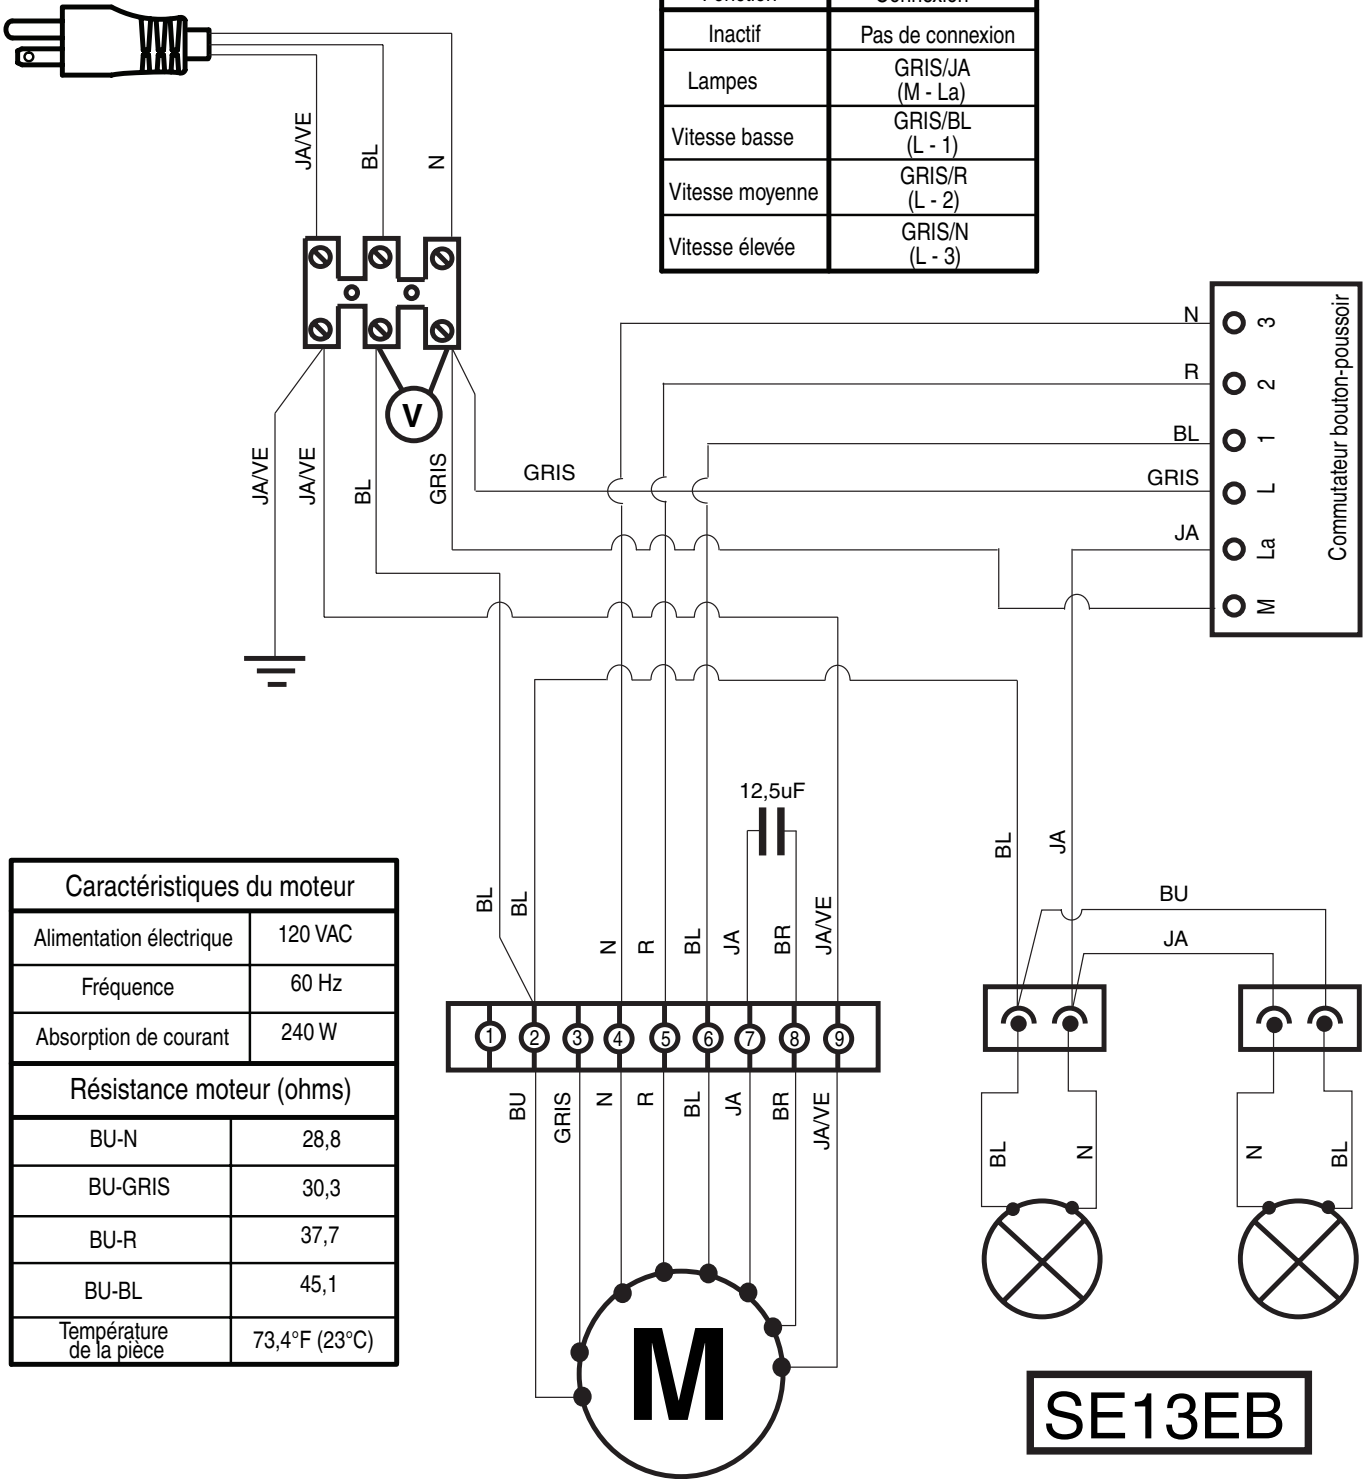 Fonction Connexion
Inactif Pas de connexion
Lampes GRIS/JA
(M - La)
Vitesse basse GRIS/BL
(L - 1)
Vitesse moyenne GRIS/R
(L - 2)
Vitesse élevée GRIS/N
(L - 3)
JA/VE
BL
N
V
JA/VE
JA/VE
BL
GRIS
GRIS
N
R
BL
GRIS
JA
3
2
1
L
La
M
Commutateur bouton-poussoir
12,5uF
BL
BL
N
R
BL
JA
BR
JA/VE
BL
JA
BU
JA
Caractéristiques du moteur
Alimentation électrique 120 VAC
Fréquence 60 Hz
Absorption de courant 240 W
Résistance moteur (ohms)
BU-N 28,8
BU-GRIS 30,3
BU-R 37,7
BU-BL 45,1
Température
de la pièce 73,4°F (23°C)
1 2 3 4 5 6 7 8 9
BU
GRIS
N
R
BL
JA
BR
JA/VE
BL
N
N
BL
M
SE13EB